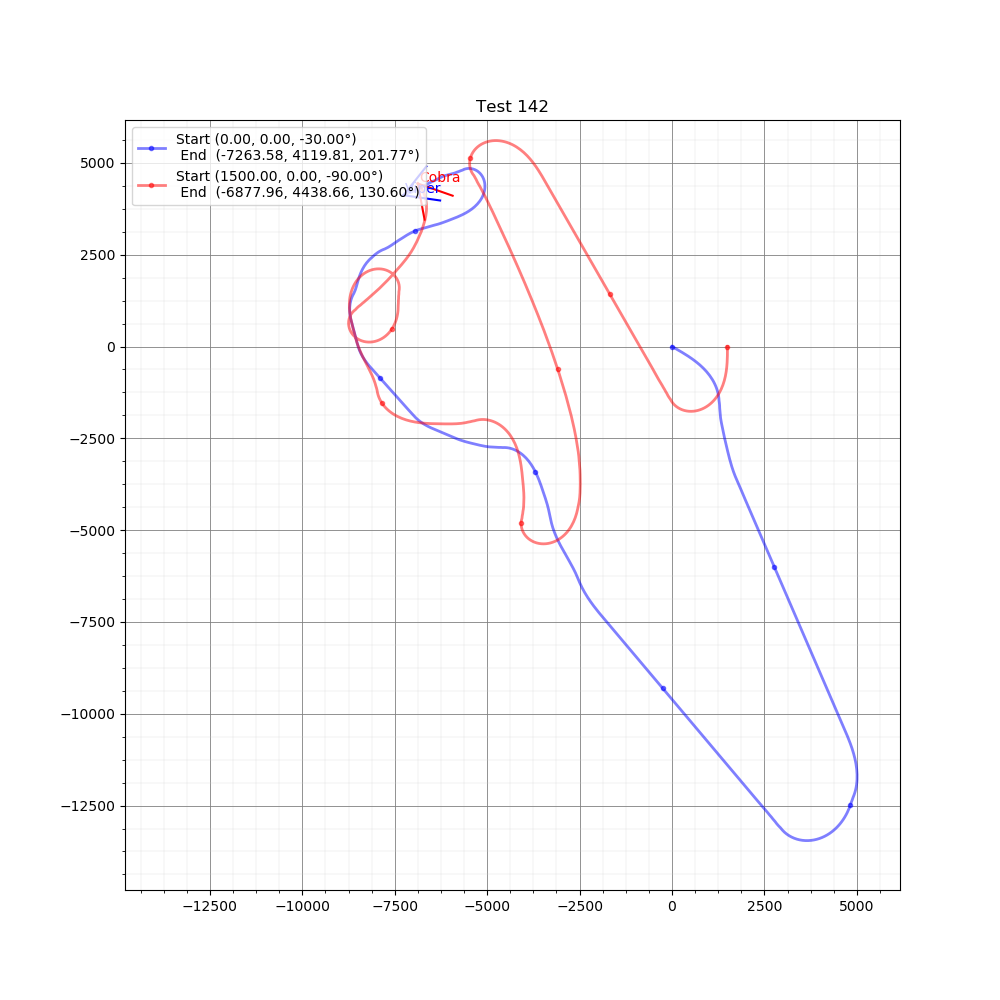 Test 142
Start (0.00, 0.00, -30.00°)
End (-7263.58, 4119.81, 201.77°)
Start (1500.00, 0.00, -90.00°)
End (-6877.96, 4438.66, 130.60°)
Cobra
5000
2500
0
−2500
−5000
−7500
−10000
−12500
−12500 −10000 −7500 −5000 −2500 0 2500 5000